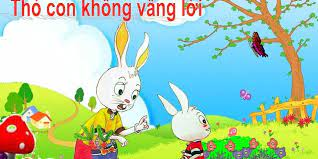 Thỏ con không vâng lời